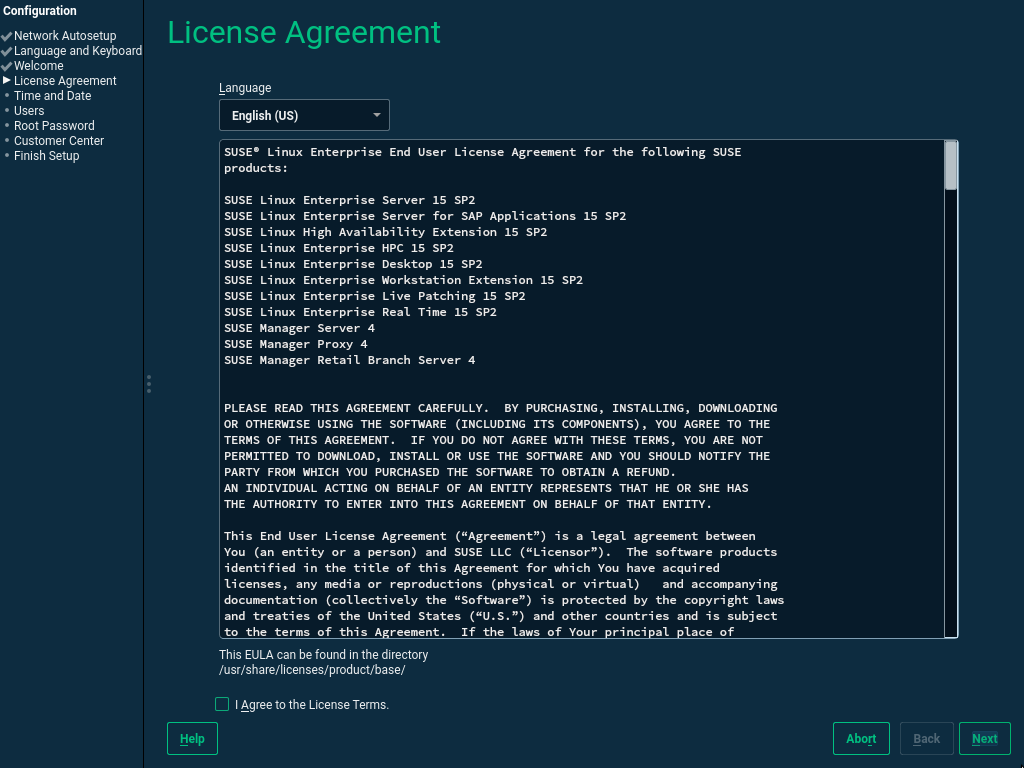 Configuration
Network Autosetup
Language and Keyboard
Welcome
License Agreement
Time and Date
Users
Root Password
Customer Center
Finish Setup
License Agreement
Language
English (US)
SUSE® Linux Enterprise End User License Agreement for the following SUSE
products:
SUSE Linux Enterprise Server 15 SP2
SUSE Linux Enterprise Server for SAP Applications 15 SP2
SUSE Linux High Availability Extension 15 SP2
SUSE Linux Enterprise HPC 15 SP2
SUSE Linux Enterprise Desktop 15 SP2
SUSE Linux Enterprise Workstation Extension 15 SP2
SUSE Linux Enterprise Live Patching 15 SP2
SUSE Linux Enterprise Real Time 15 SP2
SUSE Manager Server 4
SUSE Manager Proxy 4
SUSE Manager Retail Branch Server 4
PLEASE READ THIS AGREEMENT CAREFULLY.  BY PURCHASING, INSTALLING, DOWNLOADING
OR OTHERWISE USING THE SOFTWARE (INCLUDING ITS COMPONENTS), YOU AGREE TO THE
TERMS OF THIS AGREEMENT.  IF YOU DO NOT AGREE WITH THESE TERMS, YOU ARE NOT
PERMITTED TO DOWNLOAD, INSTALL OR USE THE SOFTWARE AND YOU SHOULD NOTIFY THE
PARTY FROM WHICH YOU PURCHASED THE SOFTWARE TO OBTAIN A REFUND.
AN INDIVIDUAL ACTING ON BEHALF OF AN ENTITY REPRESENTS THAT HE OR SHE HAS
THE AUTHORITY TO ENTER INTO THIS AGREEMENT ON BEHALF OF THAT ENTITY.
This End User License Agreement (“Agreement”) is a legal agreement between
You (an entity or a person) and SUSE LLC (“Licensor”).  The software products
identified in the title of this Agreement for which You have acquired
licenses, any media or reproductions (physical or virtual)   and accompanying
documentation (collectively the “Software”) is protected by the copyright laws
and treaties of the United States (“U.S.”) and other countries and is subject
to the terms of this Agreement.  If the laws of Your principal place of
This EULA can be found in the directory
/usr/share/licenses/product/base/
I Agree to the License Terms.
Help
Abort
Back
Next